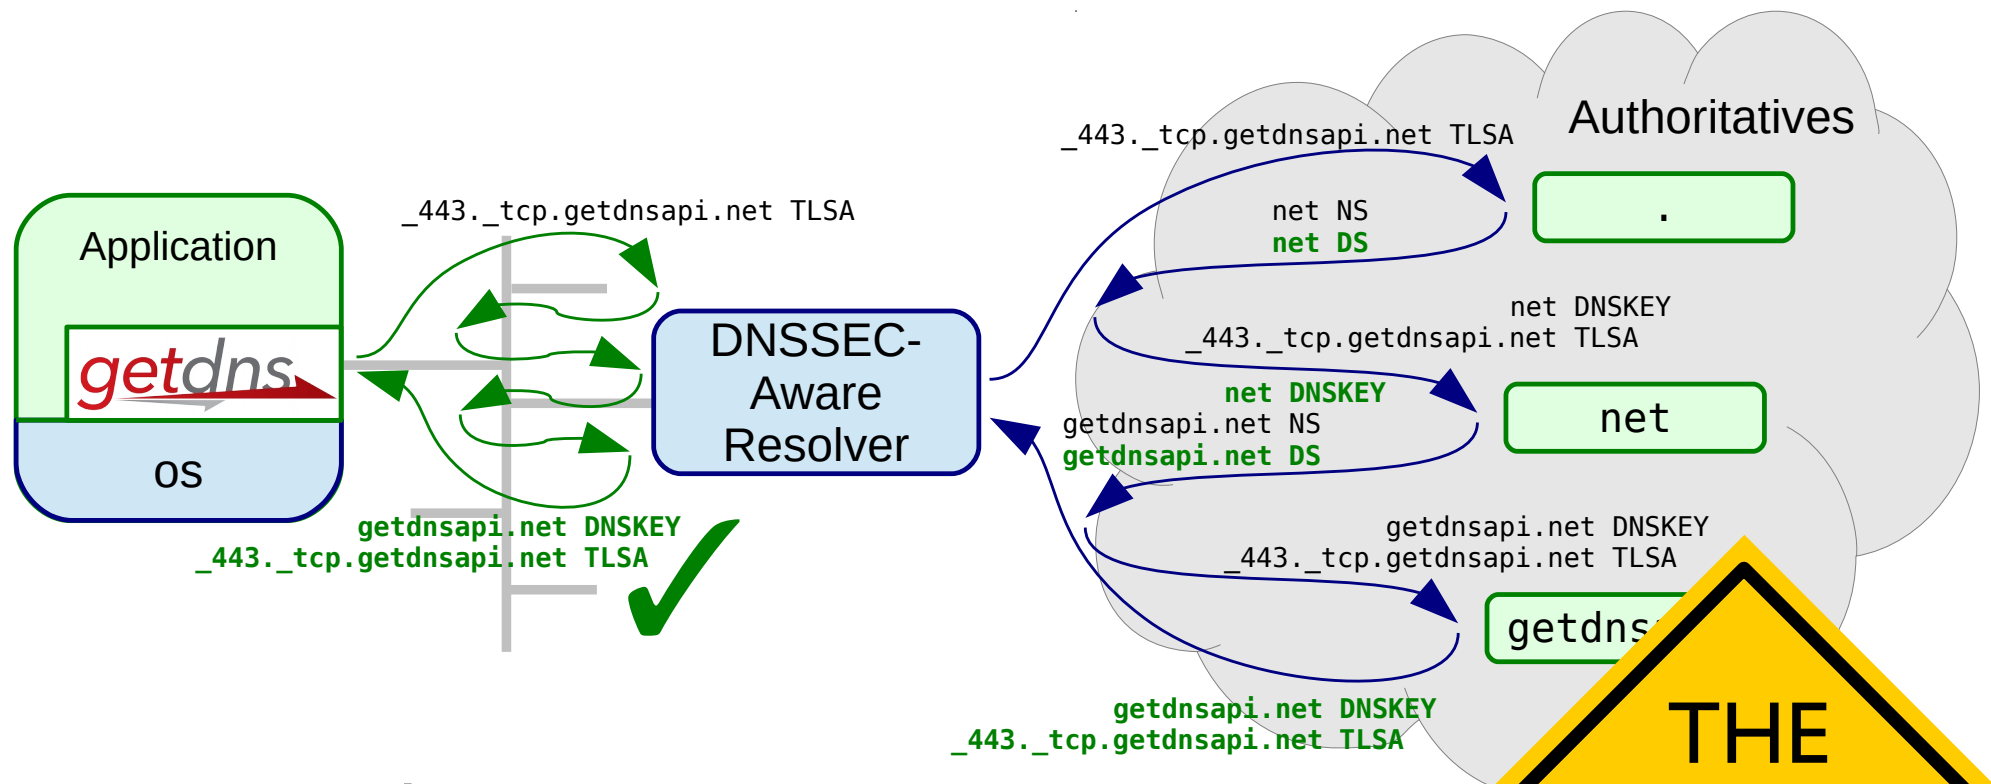 Application
getdns
os
_443._tcp.getdnsapi.net TLSA
getdnsapi.net DNSKEY
_443._tcp.getdnsapi.net TLSA
DNSSEC-
Aware
Resolver
Authoritatives
_443._tcp.getdnsapi.net TLSA
.
net NS
net DS
net DNSKEY
_443._tcp.getdnsapi.net TLSA
net
net DNSKEY
getdnsapi.net NS
getdnsapi.net DS
getdnsapi.net DNSKEY
_443._tcp.getdnsapi.net TLSA
getdns
getdnsapi.net DNSKEY
_443._tcp.getdnsapi.net TLSA
THE